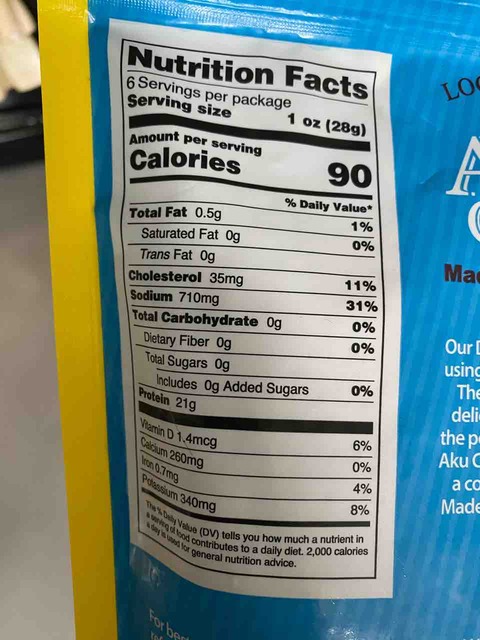 Nutrition Facts
6 Servings per package
Serving size 1 oz (28g)
Amount per serving
Calories 90
% Daily Value*
Total Fat 0.5g 1%
Saturated Fat 0g 0%
Trans Fat 0g
Cholesterol 35mg 11%
Sodium 710mg 31%
Total Carbohydrate 0g 0%
Dietary Fiber 0g 0%
Total Sugars 0g
Includes 0g Added Sugars 0%
Protein 21g
Vitamin D 1,4mcg 6%
Calcium 260mg 0%
Iron 0.7mg 4%
Potassium 340mg 8%
The % Daily Value (DV) tells you how much a nutrient in
a serving of food contributes to a daily diet. 2,000 calories
a day is used for general nutrition advice.
LOC
A
Mad
Our D
using
The
deli
the p
Aku C
a co
Made
For bes